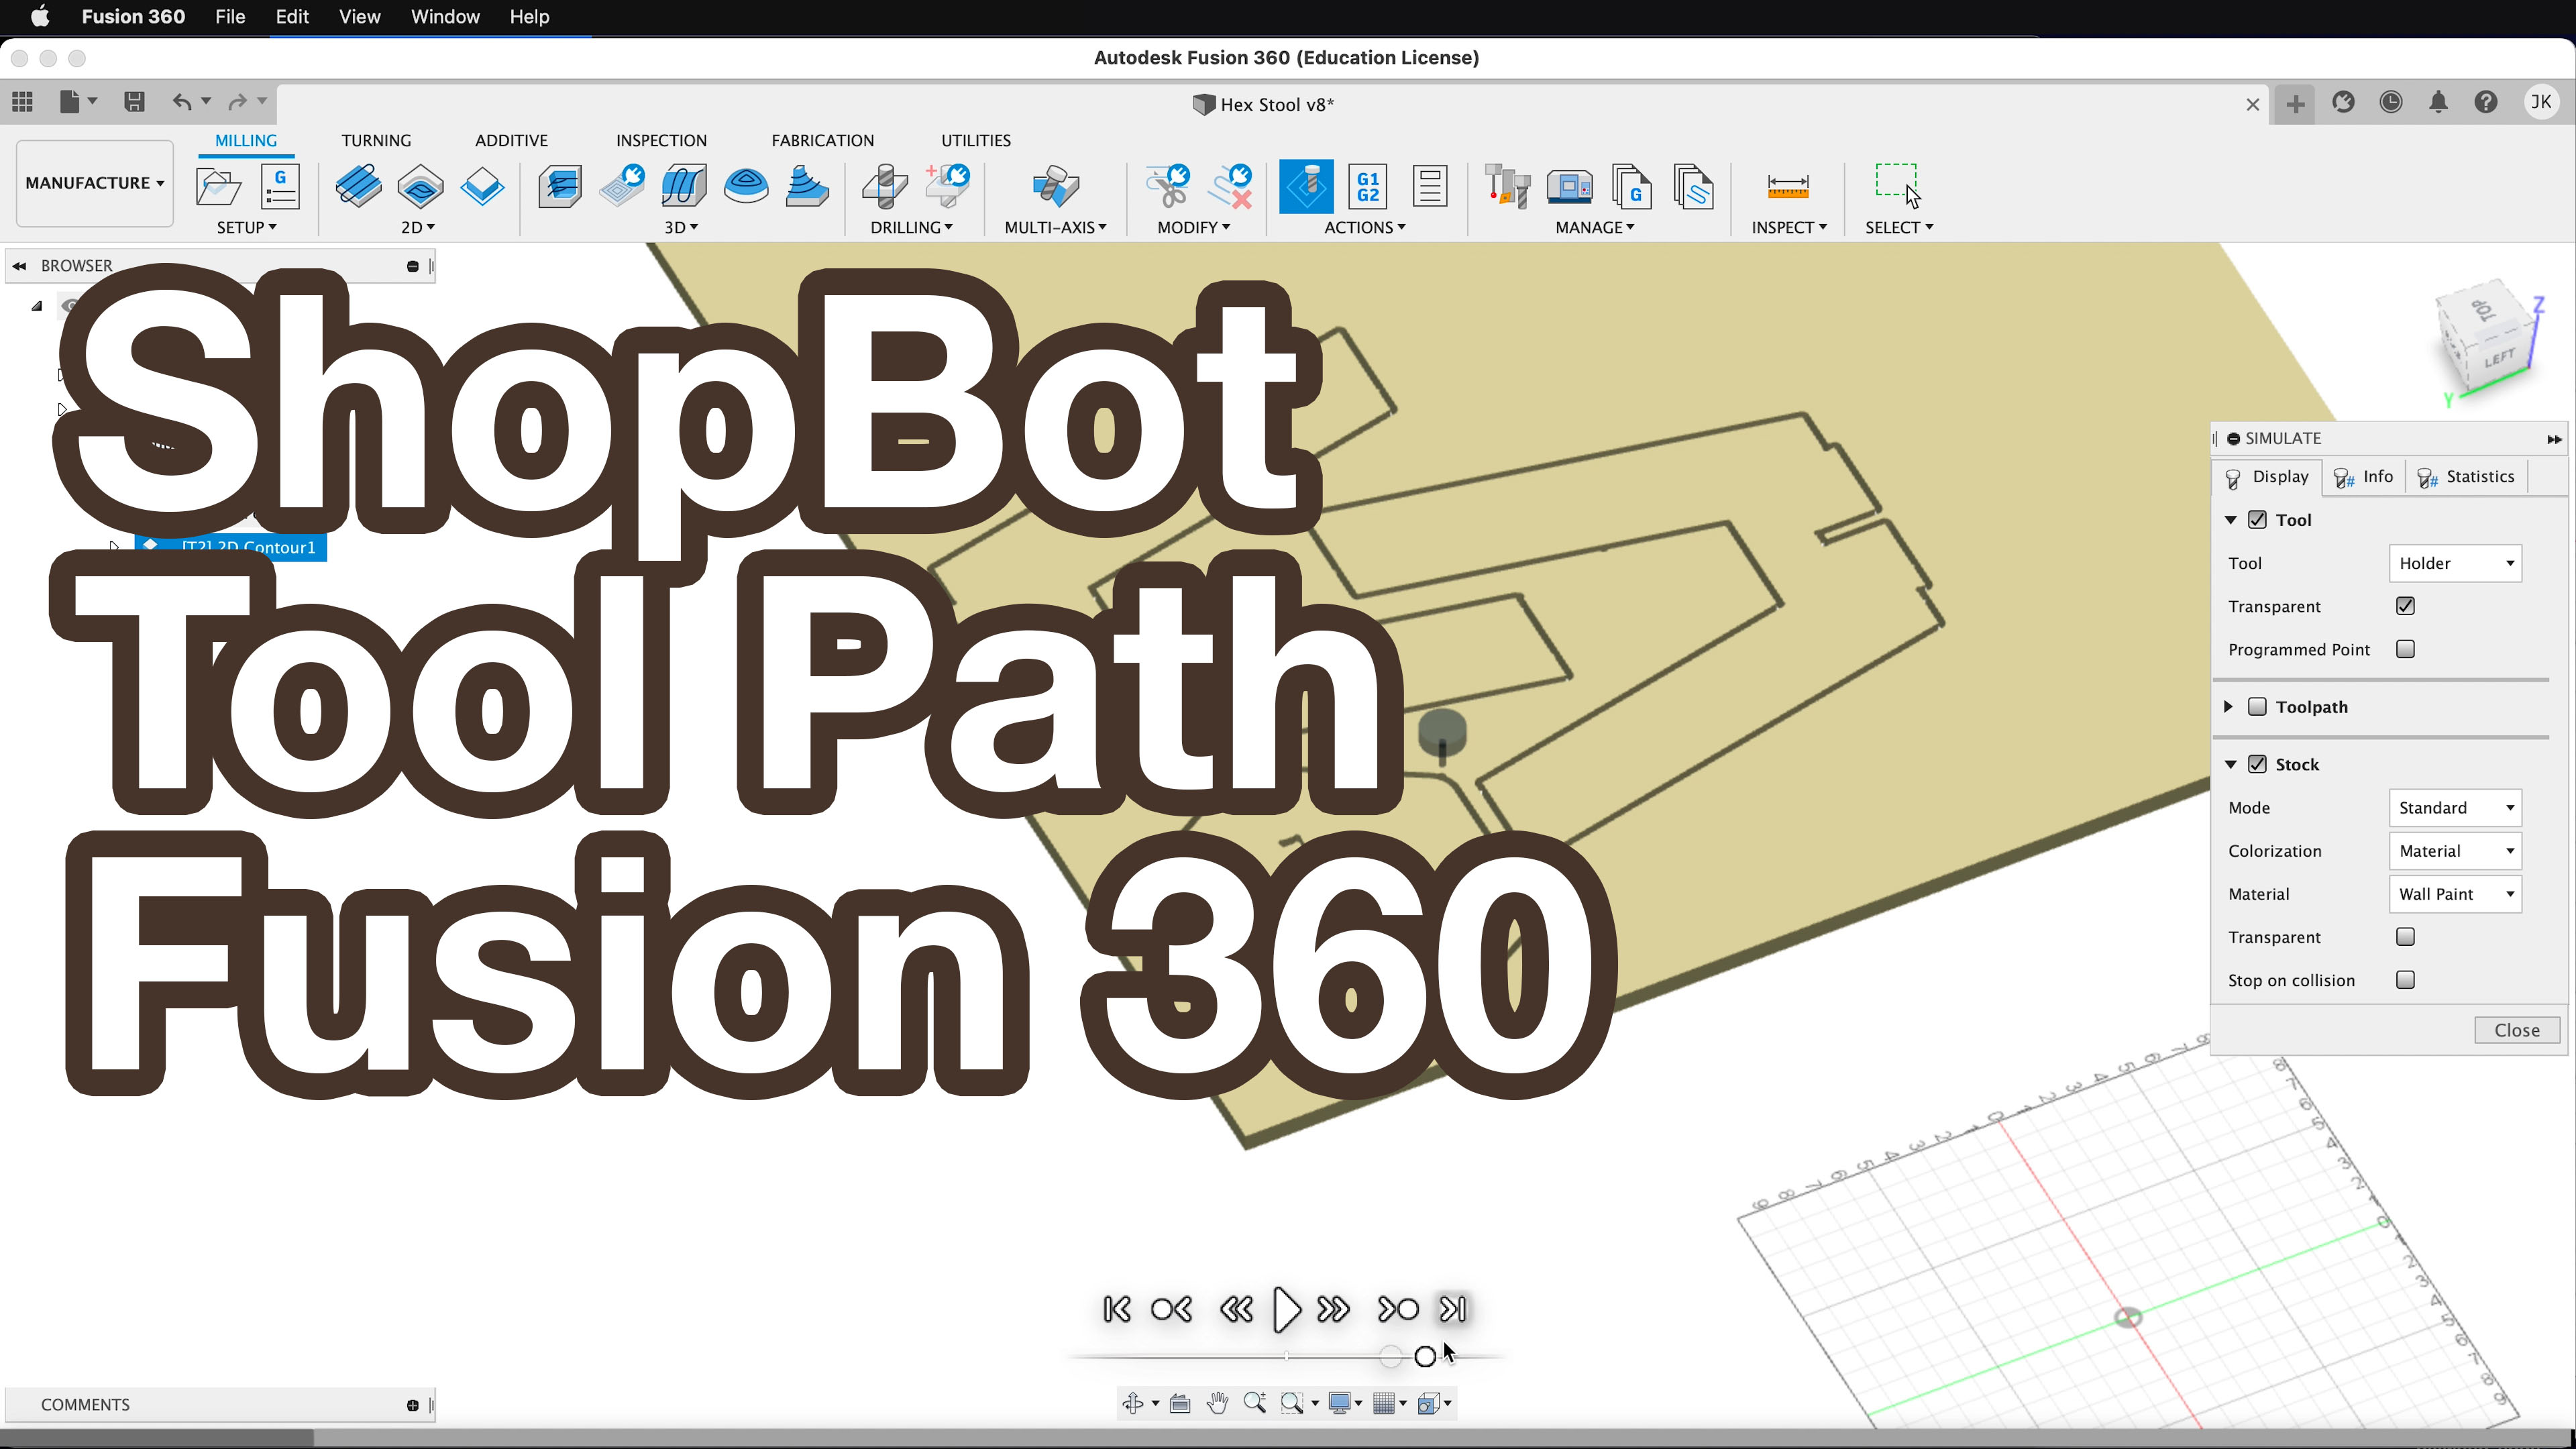 Fusion 360 File Edit View Window Help
Autodesk Fusion 360 (Education License)
Hex Stool v8*
JK
MILLING TURNING ADDITIVE INSPECTION FABRICATION UTILITIES
MANUFACTURE
G
G1
G2
G
SETUP 2D 3D DRILLING MULTI-AXIS MODIFY ACTIONS MANAGE INSPECT SELECT
BROWSER
TOP
LEFT
Z
Y
ShopBot
[T2] 2D Contour1
Tool Path
Fusion 360
SIMULATE
Display Info Statistics
Tool
Tool Holder
Transparent
Programmed Point
Toolpath
Stock
Mode Standard
Colorization Material
Material Wall Paint
Transparent
Stop on collision
Close
COMMENTS